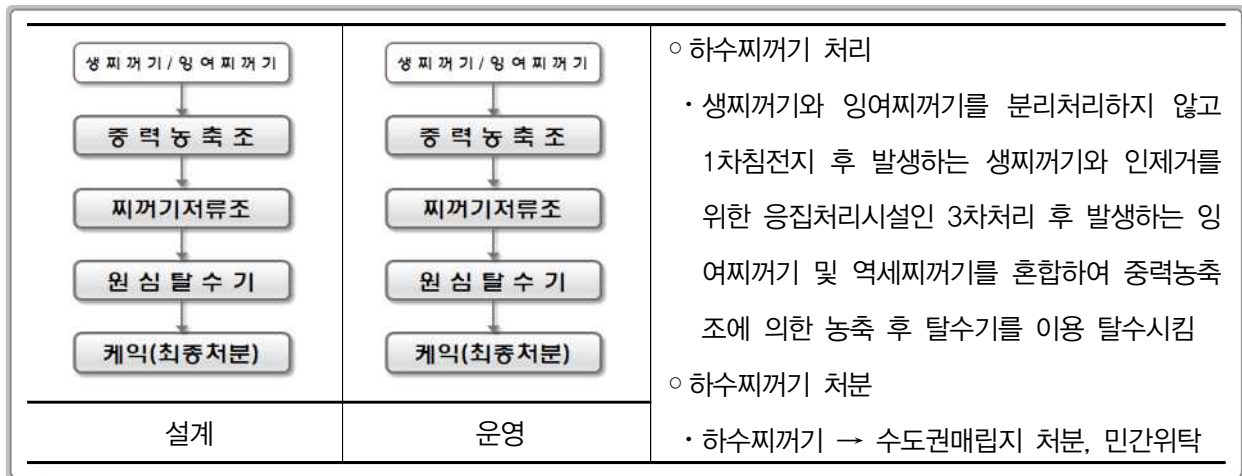 생찌꺼기/잉여찌꺼기
중력농축조
찌꺼기저류조
원심탈수기
케익(최종처분)
설계
생찌꺼기/잉여찌꺼기
중력농축조
찌꺼기저류조
원심탈수기
케익(최종처분)
운영
○ 하수찌꺼기 처리
・생찌꺼기와 잉여찌꺼기를 분리처리하지 않고
1차침전지 후 발생하는 생찌꺼기와 인제거를
위한 응집처리시설인 3차처리 후 발생하는 잉
여찌꺼기 및 역세찌꺼기를 혼합하여 중력농축
조에 의한 농축 후 탈수기를 이용 탈수시킴
○ 하수찌꺼기 처분
・하수찌꺼기 → 수도권매립지 처분, 민간위탁